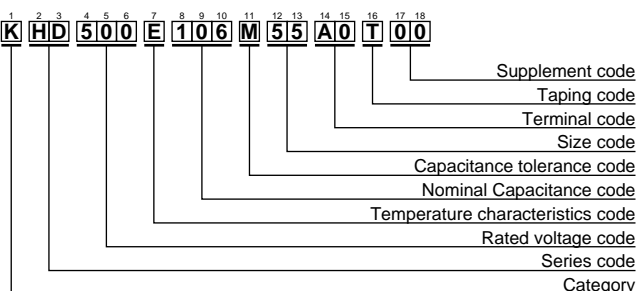 1 2 3 4 5 6 7 8 9 10 11 12 13 14 15 16 17 18
K HD 500 E 106 M 55 A0 T 00
Supplement code
Taping code
Terminal code
Size code
Capacitance tolerance code
Nominal Capacitance code
Temperature characteristics code
Rated voltage code
Series code
Category